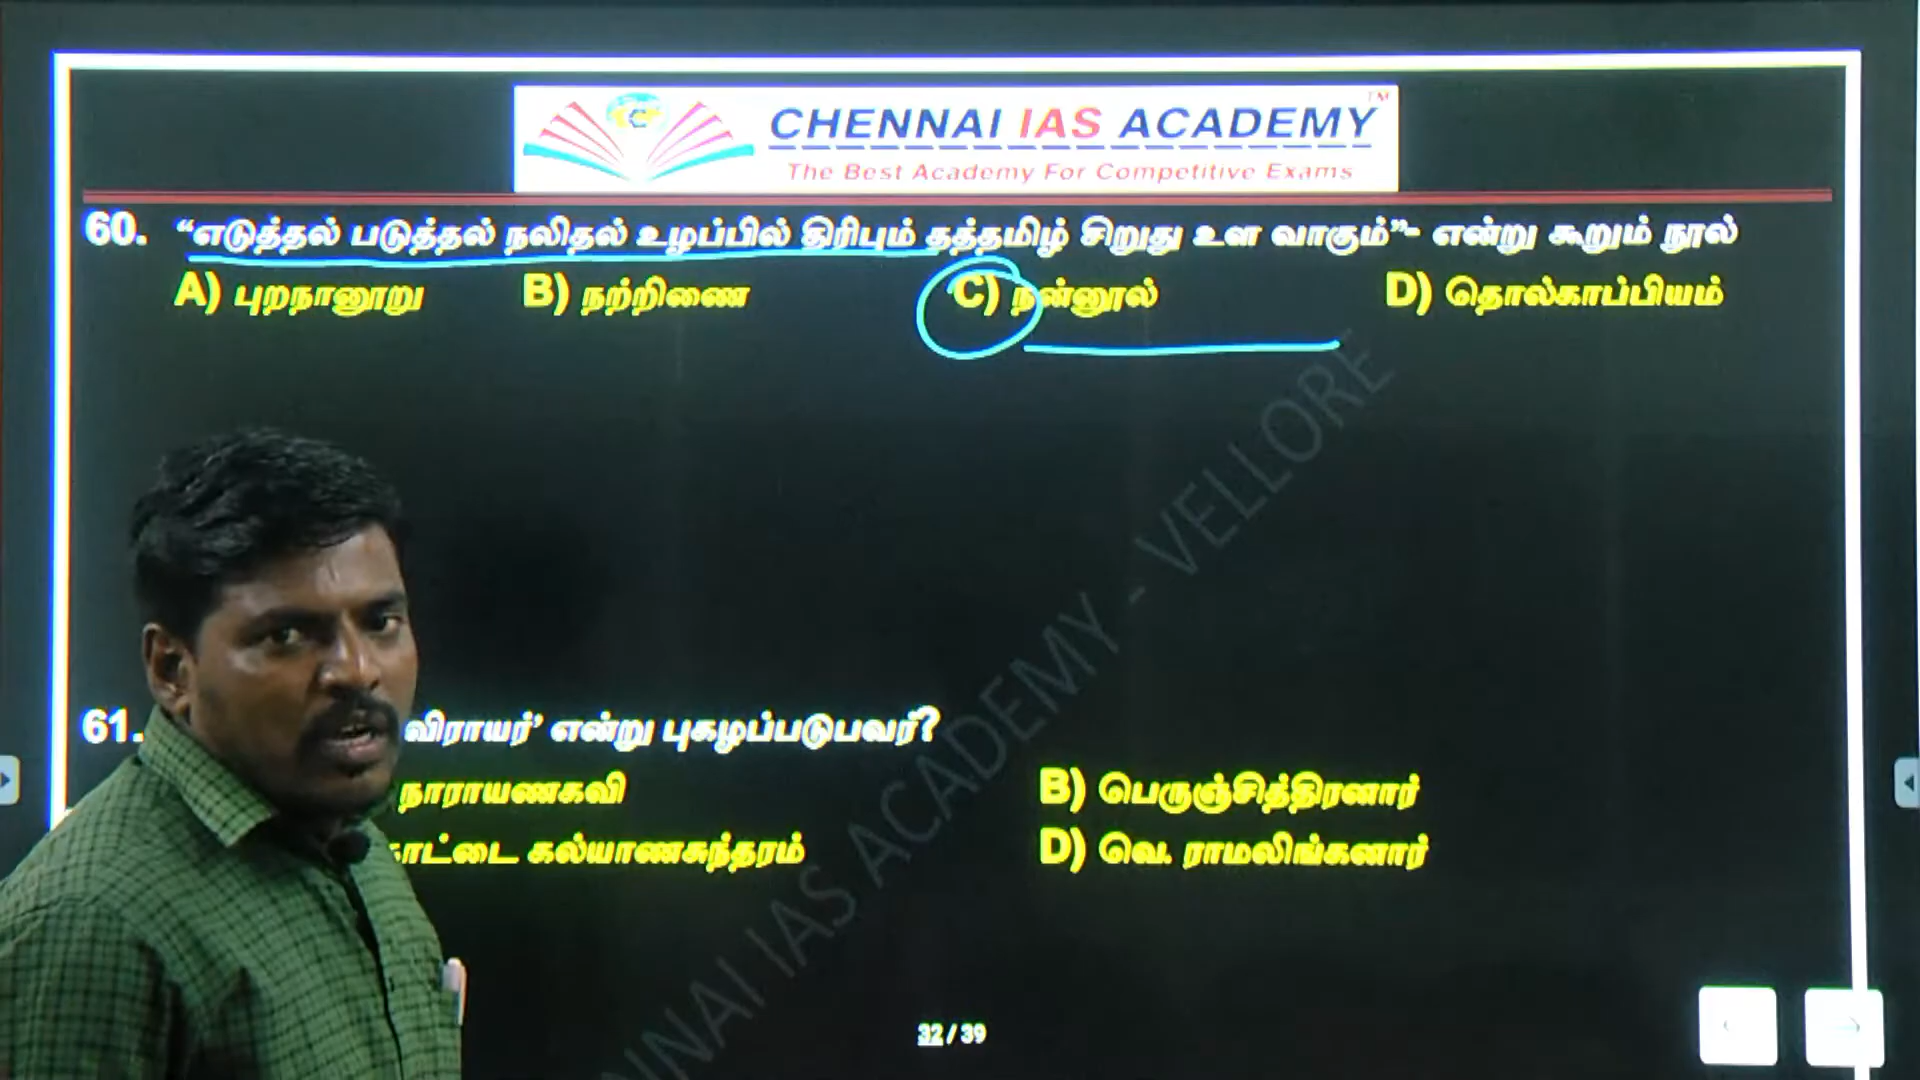 CHENNAI IAS ACADEMY TM
The Best Academy For Competitive Exams
60. “எடுத்தல் படுத்தல் நலிதல் உழப்பில் திரிபும் தத்தமிழ் சிறுது உள வாகும்”- என்று கூறும் நூல்
A) புறநானூறு B) நற்றிணை C) நன்னூல் D) தொல்காப்பியம்
61. விராயர்’ என்று புகழப்படுபவர்?
நாராயணகவி B) பெருஞ்சித்திரனார்
கல்யாணசுந்தரம் D) வெ. ராமலிங்கனார்
NNAI IAS ACADEMY - VELLORE
32 / 39